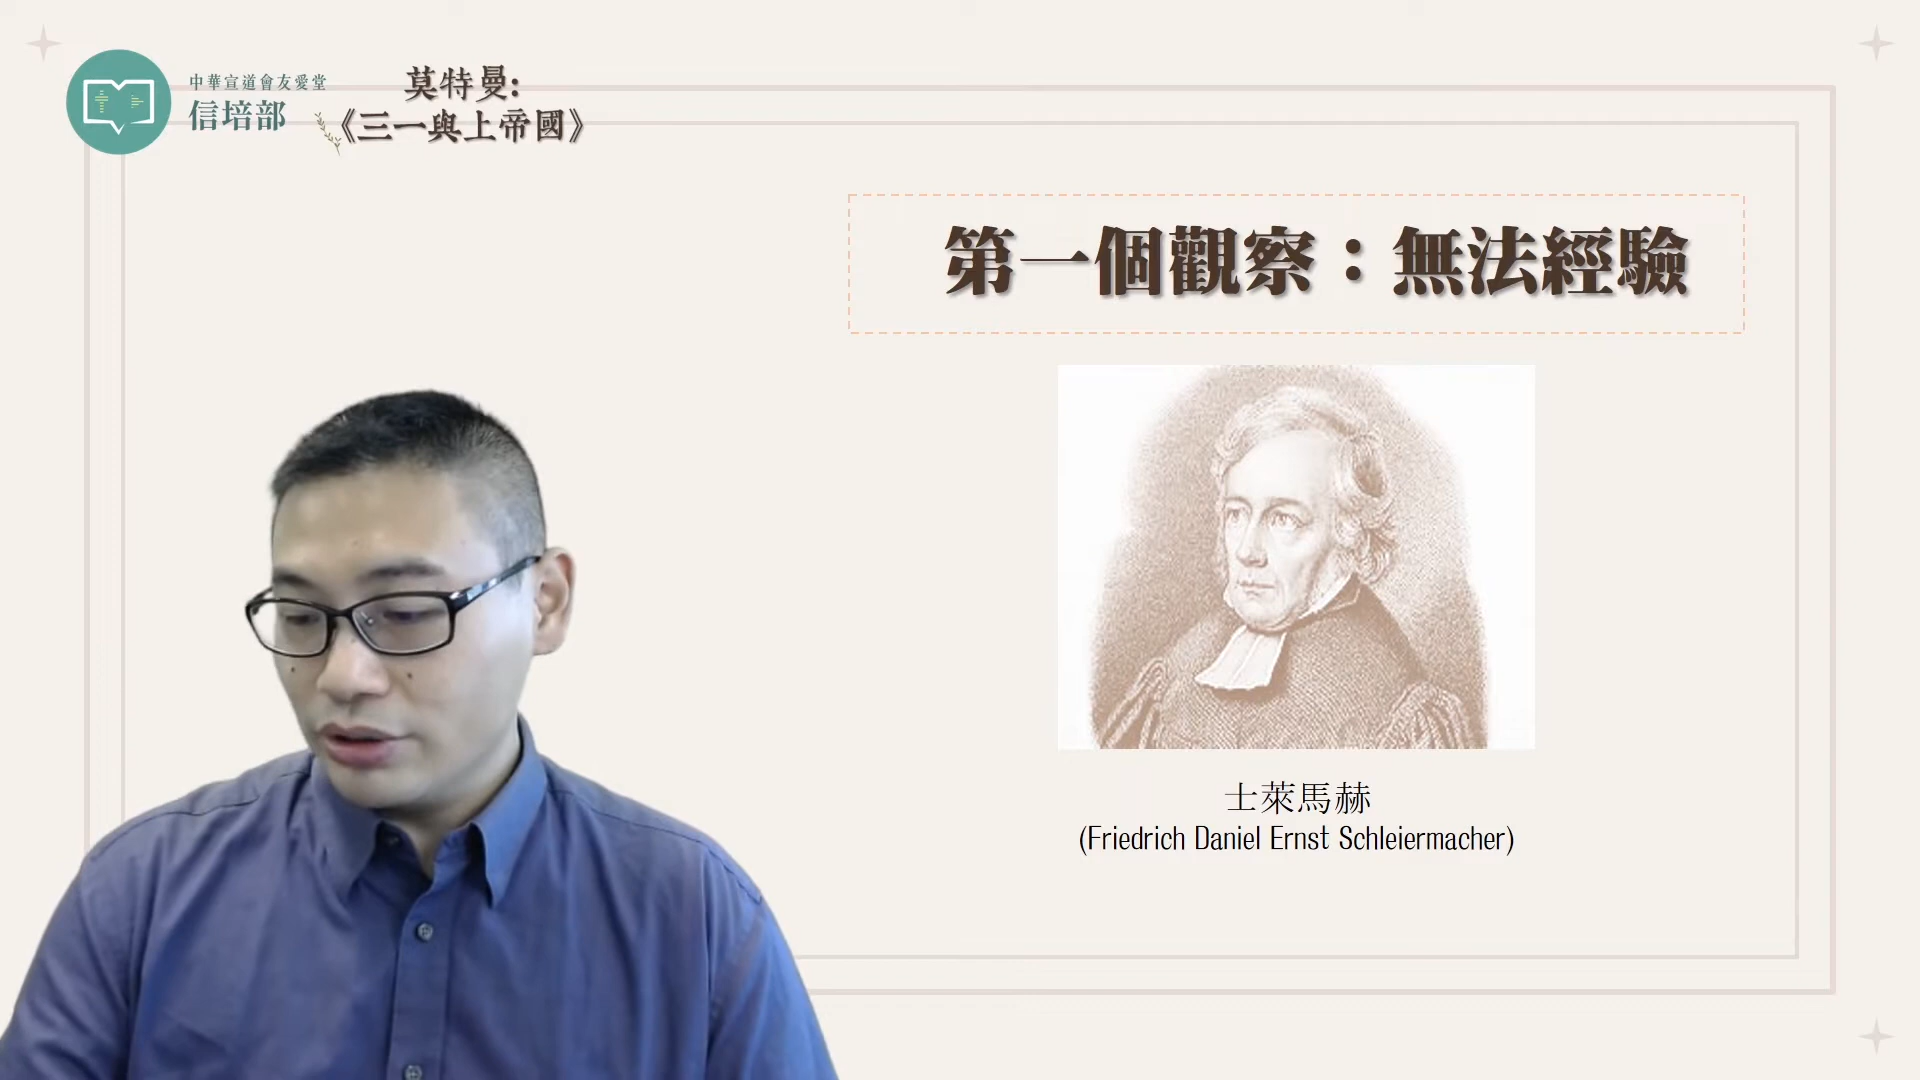 中華宣道會友愛堂
信培部
莫特曼:
《三一與上帝國》
第一個觀察：無法經驗
士萊馬赫
(Friedrich Daniel Ernst Schleiermacher)